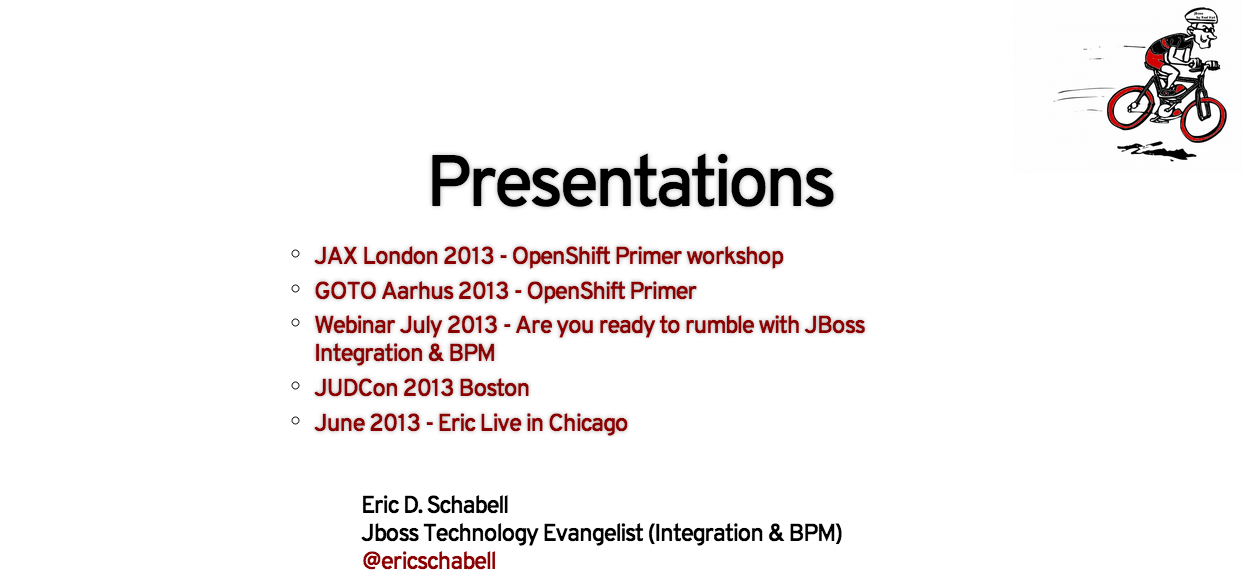 Presentations
JAX London 2013 - OpenShift Primer workshop
GOTO Aarhus 2013 - OpenShift Primer
Webinar July 2013 - Are you ready to rumble with JBoss
Integration & BPM
JUDCon 2013 Boston
June 2013 - Eric Live in Chicago
Eric D. Schabell
Jboss Technology Evangelist (Integration & BPM)
@ericschabell